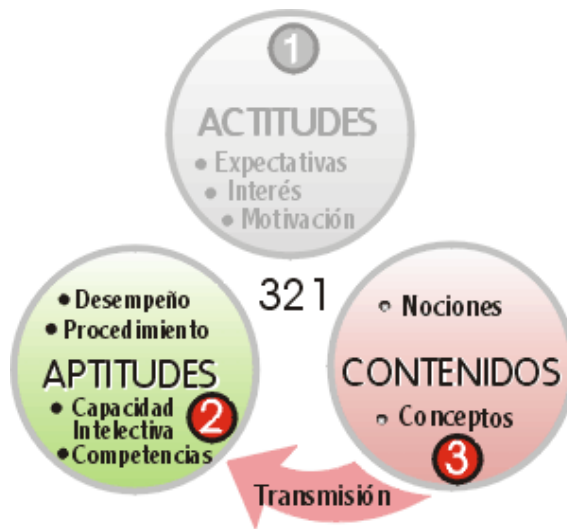 1
ACTITUDES
• Expectativas
• Interés
• Motivación
321
• Desempeño
• Procedimiento
APTITUDES
• Capacidad
Intelectiva
2
• Competencias
• Nociones
CONTENIDOS
• Conceptos
3
Transmisión